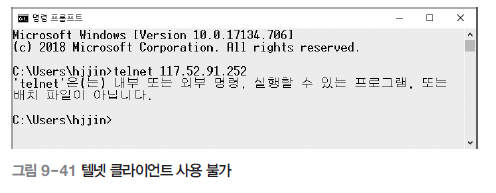 명령 프롬프트
Microsoft Windows [Version 10.0.17134.706]
(c) 2018 Microsoft Corporation. All rights reserved.
C:\Users\hjjin>telnet 117.52.91.252
'telnet'은(는) 내부 또는 외부 명령, 실행할 수 있는 프로그램, 또는
배치 파일이 아닙니다.
C:\Users\hjjin>
그림 9-41 텔넷 클라이언트 사용 불가